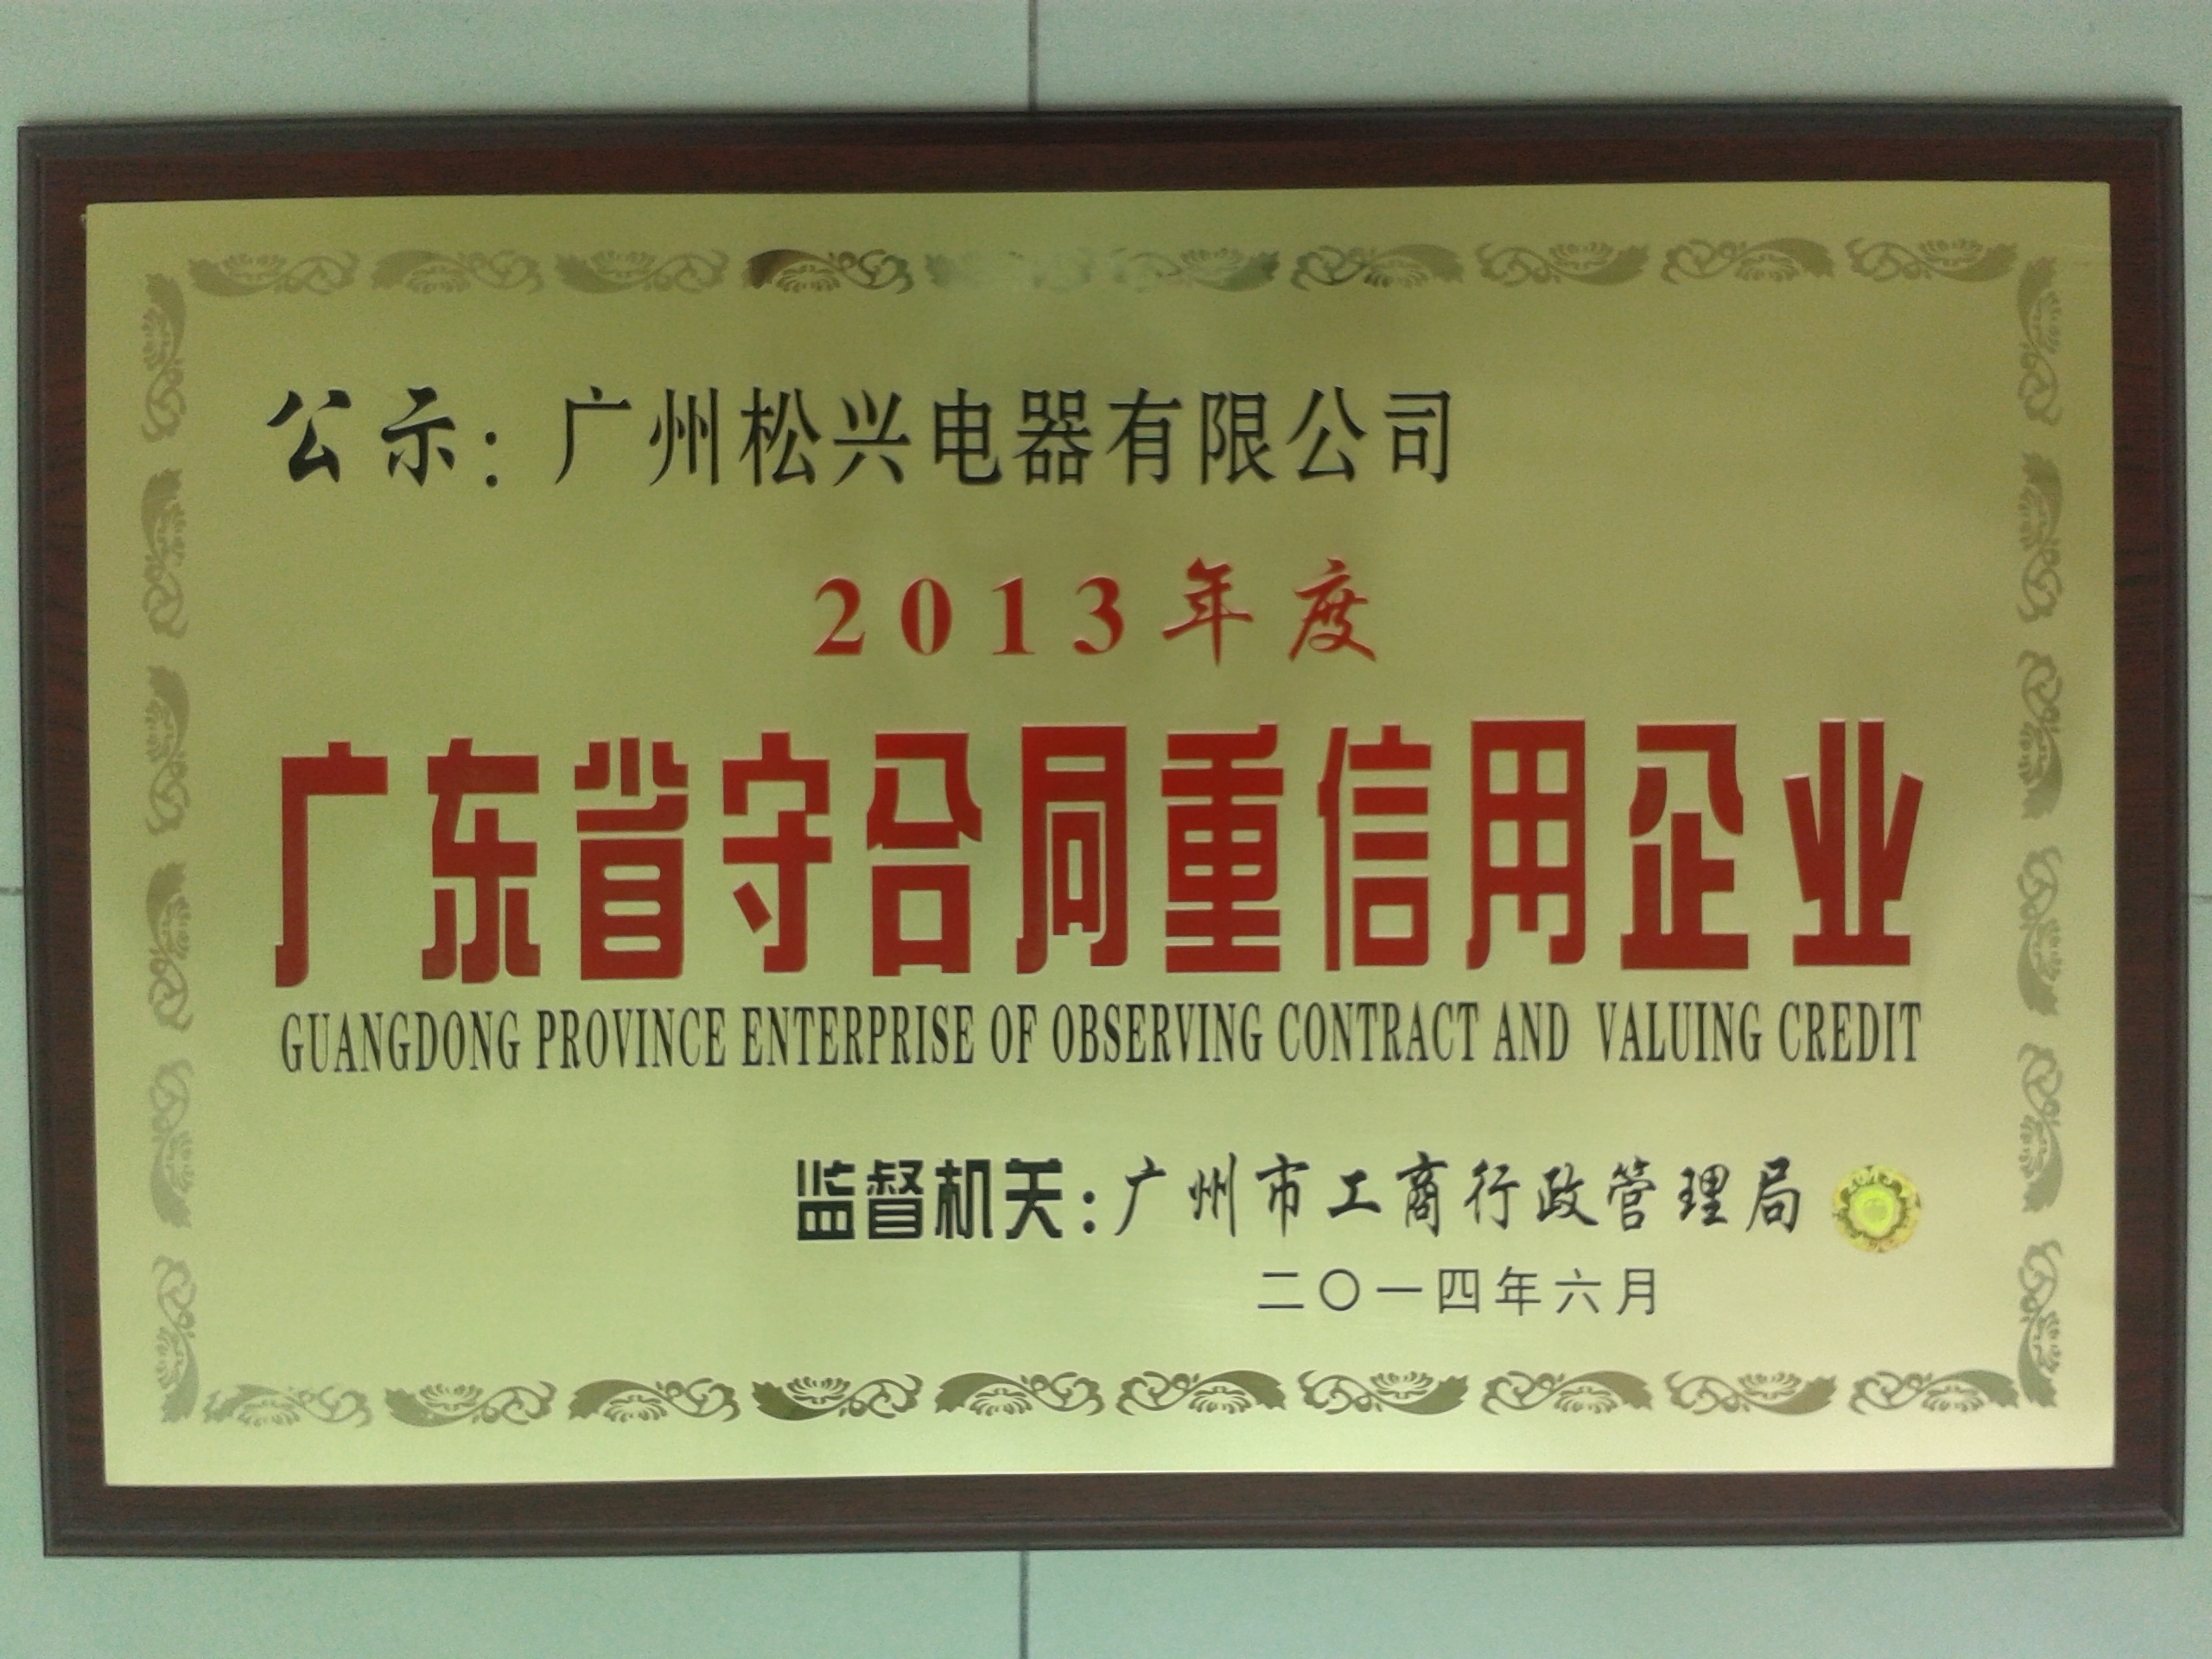 公示：广州松兴电器有限公司
2013年度
广东省守合同重信用企业
GUANGDONG PROVINCE ENTERPRISE OF OBSERVING CONTRACT AND VALUING CREDIT
监督机关：广州市工商行政管理局
二〇一四年六月